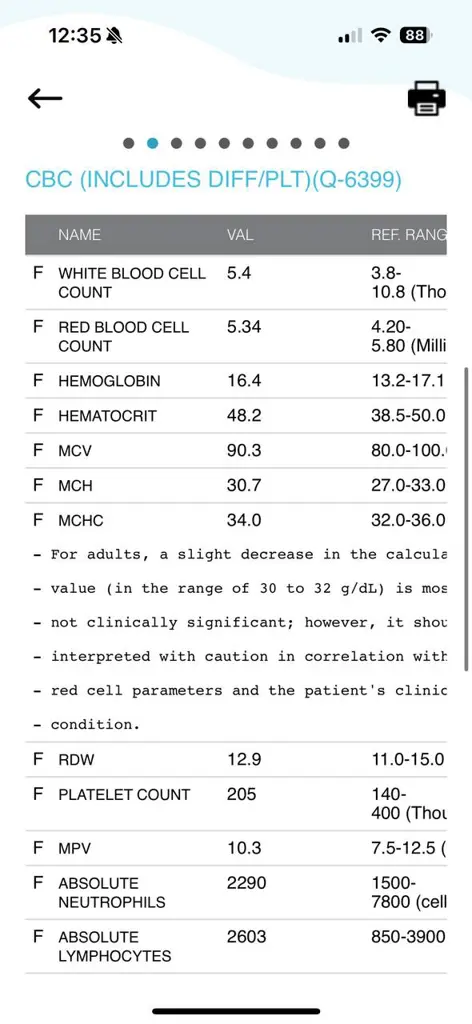 12:35
88
CBC (INCLUDES DIFF/PLT)(Q-6399)
NAME VAL REF. RANG
F WHITE BLOOD CELL 5.4 3.8-
COUNT 10.8 (Tho
F RED BLOOD CELL 5.34 4.20-
COUNT 5.80 (Milli
F HEMOGLOBIN 16.4 13.2-17.1
F HEMATOCRIT 48.2 38.5-50.0
F MCV 90.3 80.0-100.
F MCH 30.7 27.0-33.0
F MCHC 34.0 32.0-36.0
- For adults, a slight decrease in the calcula
- value (in the range of 30 to 32 g/dL) is mos
- not clinically significant; however, it shou
- interpreted with caution in correlation with
- red cell parameters and the patient's clinic
- condition.
F RDW 12.9 11.0-15.0
F PLATELET COUNT 205 140-
400 (Thou
F MPV 10.3 7.5-12.5 (
F ABSOLUTE 2290 1500-
NEUTROPHILS 7800 (cell
F ABSOLUTE 2603 850-3900
LYMPHOCYTES